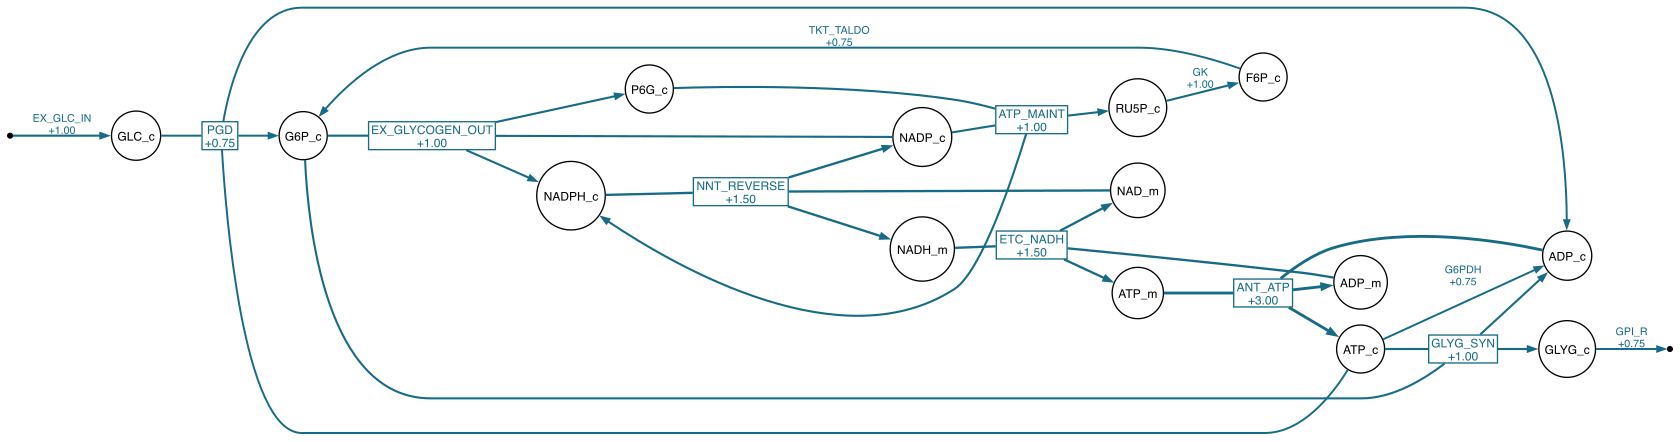 TKT_TALDO
+0.75
EX_GLC_IN
+1.00
GLC_c
PGD
+0.75
G6P_c
EX_GLYCOGEN_OUT
+1.00
P6G_c
NADPH_c
NNT_REVERSE
+1.50
NADP_c
NADH_m
ATP_MAINT
+1.00
ETC_NADH
+1.50
RU5P_c
GK
+1.00
F6P_c
NAD_m
ATP_m
ANT_ATP
+3.00
ADP_m
ATP_c
G6PDH
+0.75
GLYG_SYN
+1.00
ADP_c
GLYG_c
GPI_R
+0.75